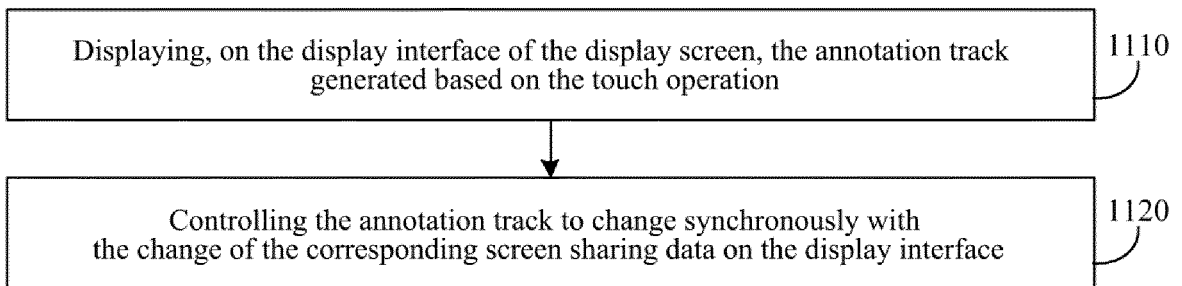 Displaying, on the display interface of the display screen, the annotation track
generated based on the touch operation
1110
Controlling the annotation track to change synchronously with
the change of the corresponding screen sharing data on the display interface
1120